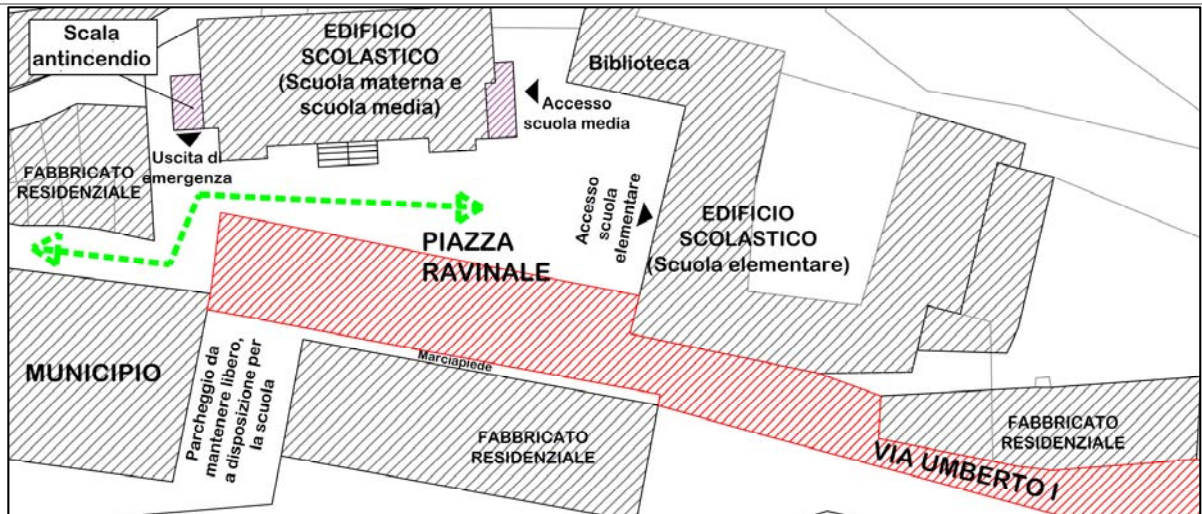 Scala
antincendio
EDIFICIO
SCOLASTICO
(Scuola materna e
scuola media)
Biblioteca
Accesso
scuola media
Uscita di
emergenza
FABBRICATO
RESIDENZIALE
Accesso
scuola
elementare
EDIFICIO
SCOLASTICO
(Scuola elementare)
PIAZZA
RAVINALE
MUNICIPIO
Parcheggio da
mantenere libero,
a disposizione per
la scuola
Marciapiede
FABBRICATO
RESIDENZIALE
FABBRICATO
RESIDENZIALE
VIA UMBERTO I